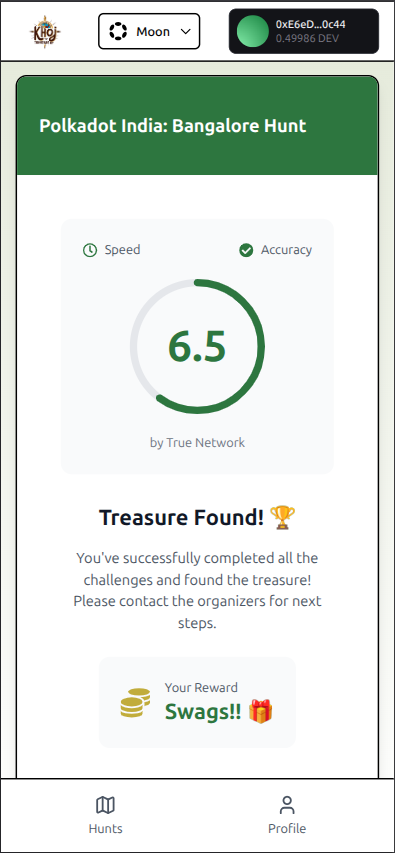 KHOJ
Moon
0xE6eD...0c44
0.49986 DEV
Polkadot India: Bangalore Hunt
Speed
Accuracy
6.5
by True Network
Treasure Found! 🏆
You've successfully completed all the
challenges and found the treasure!
Please contact the organizers for next
steps.
Your Reward
Swags!! 🎁
Hunts
Profile